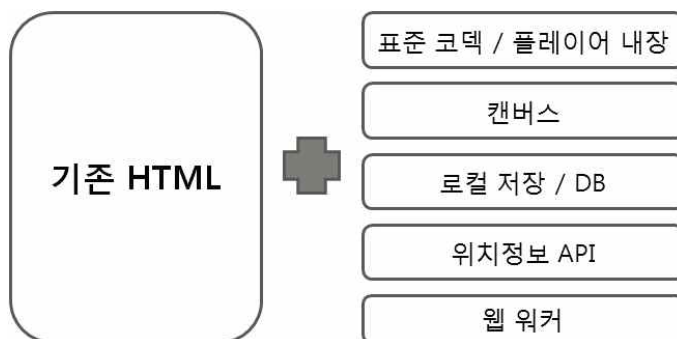 기존 HTML
표준 코덱 / 플레이어 내장
캔버스
로컬 저장 / DB
위치정보 API
웹 워커